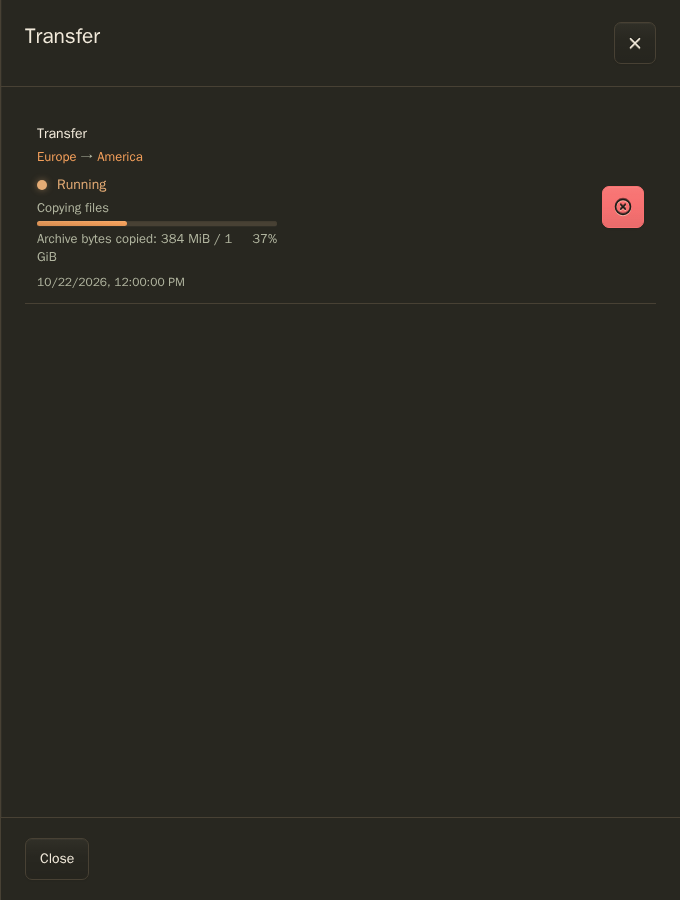 Transfer
Transfer
Europe → America
Running
Copying files
Archive bytes copied: 384 MiB / 1 37%
GiB
10/22/2026, 12:00:00 PM
Close